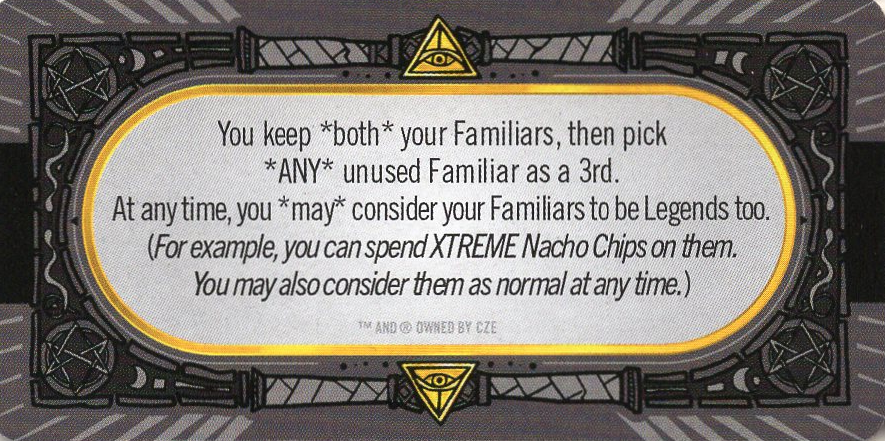 You keep *both* your Familiars, then pick
*ANY* unused Familiar as a 3rd.
At any time, you *may* consider your Familiars to be Legends too.
(For example, you can spend XTREME Nacho Chips on them.
You may also consider them as normal at any time.)
™ AND ® OWNED BY CZE